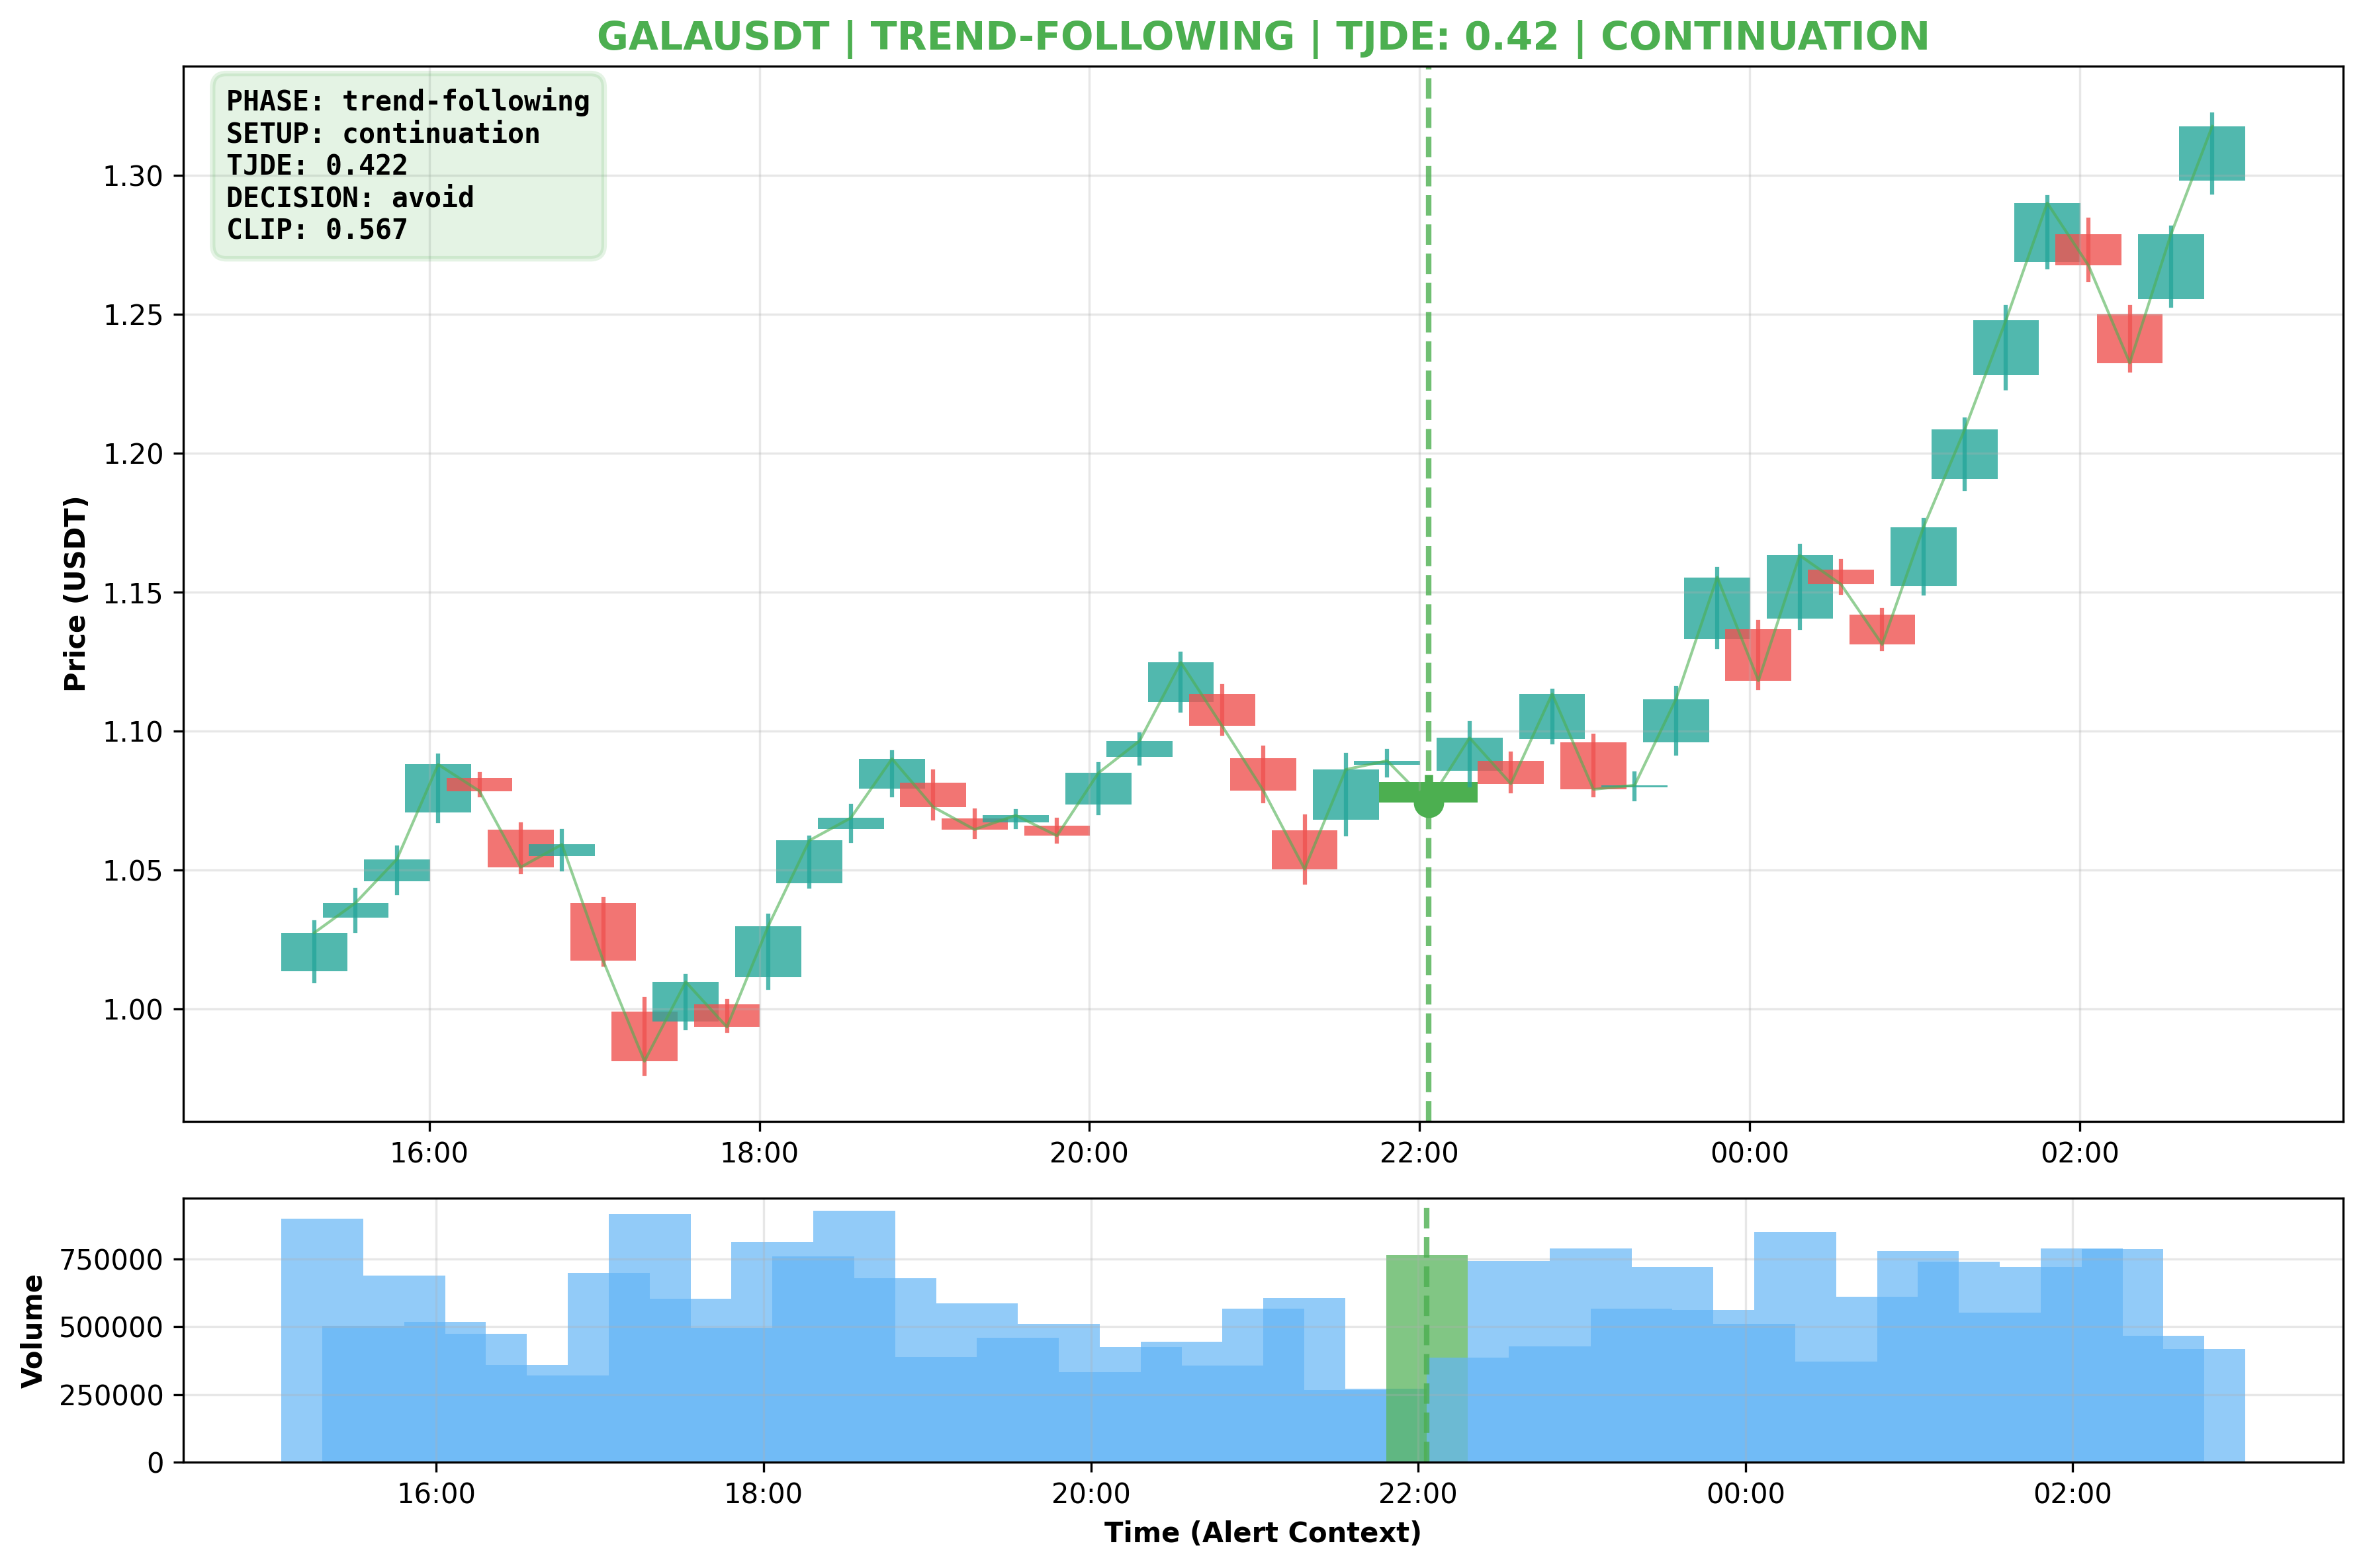 GALAUSDT | TREND-FOLLOWING | TJDE: 0.42 | CONTINUATION
PHASE: trend-following
SETUP: continuation
TJDE: 0.422
DECISION: avoid
CLIP: 0.567
Price (USDT)
1.30
1.25
1.20
1.15
1.10
1.05
1.00
16:00
18:00
20:00
22:00
00:00
02:00
Volume
750000
500000
250000
0
16:00
18:00
20:00
22:00
00:00
02:00
Time (Alert Context)